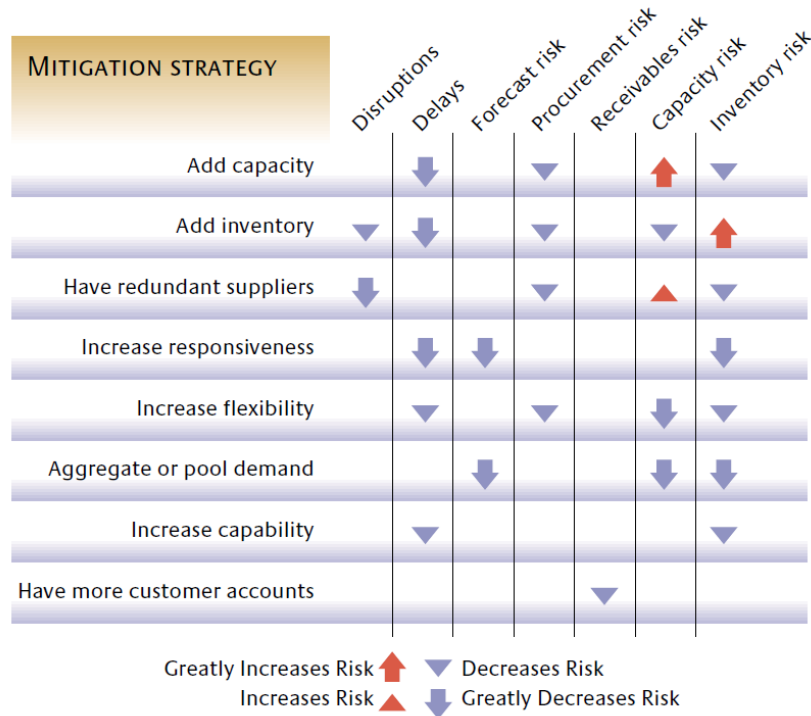 MITIGATION STRATEGY
Disruptions
Delays
Forecast risk
Procurement risk
Receivables risk
Capacity risk
Inventory risk
Add capacity
Add inventory
Have redundant suppliers
Increase responsiveness
Increase flexibility
Aggregate or pool demand
Increase capability
Have more customer accounts
Greatly Increases Risk Decreases Risk
Increases Risk Greatly Decreases Risk